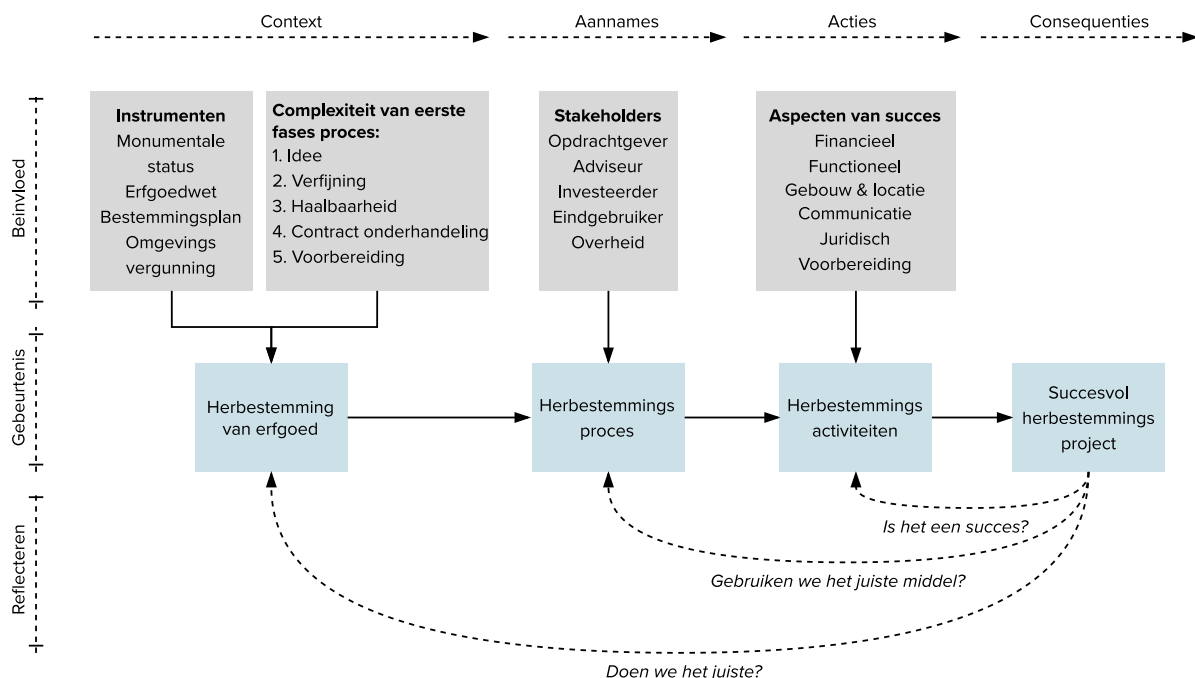 Context
Aannames
Acties
Consequenties
Beïnvloed
Instrumenten
Monumentale
status
Erfgoedwet
Bestemmingsplan
Omgevings
vergunning
Complexiteit van eerste
fases proces:
1. Idee
2. Verfijning
3. Haalbaarheid
4. Contract onderhandeling
5. Voorbereiding
Stakeholders
Opdrachtgever
Adviseur
Investeerder
Eindgebruiker
Overheid
Aspecten van succes
Financieel
Functioneel
Gebouw & locatie
Communicatie
Juridisch
Voorbereiding
Gebeurtenis
Herbestemming
van erfgoed
Herbestemmings
proces
Herbestemmings
activiteiten
Succesvol
herbestemmings
project
Reflecteren
Is het een succes?
Gebruiken we het juiste middel?
Doen we het juiste?